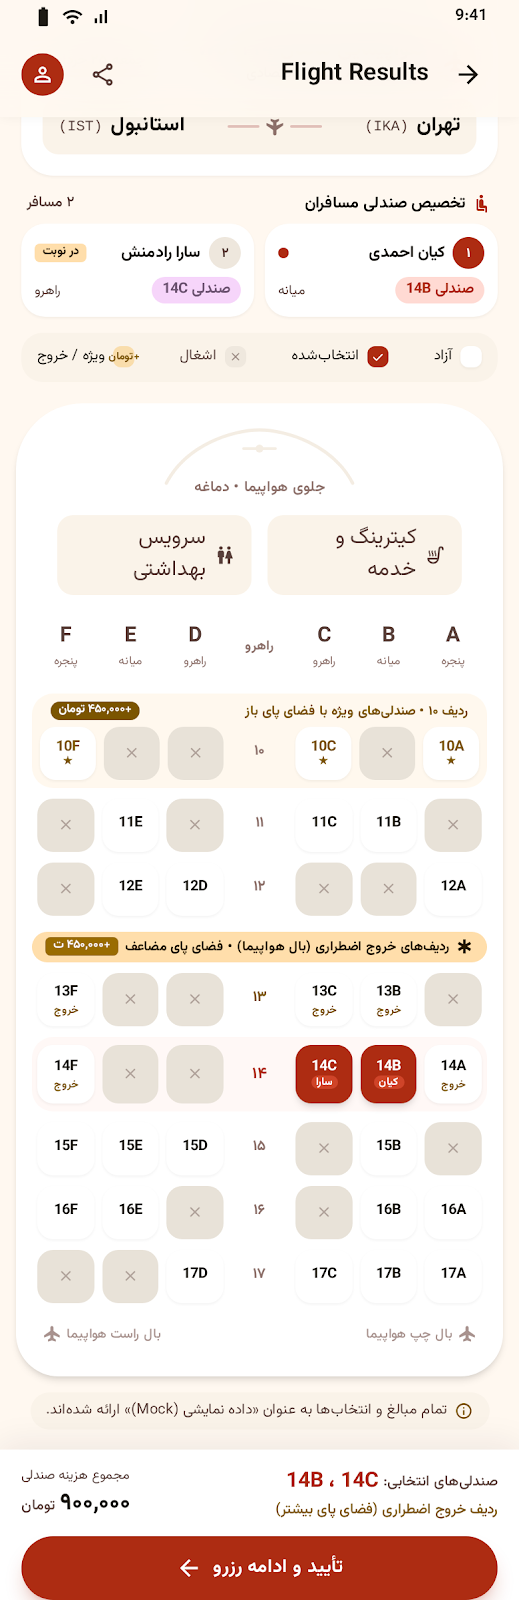 9:41
Flight Results
تهران (IKA) استانبول (IST)
تخصیص صندلی مسافران ۲ مسافر
۱ کیان احمدی
صندلی 14B میانه
۲ سارا رادمنش در نوبت
صندلی 14C راهرو
آزاد انتخاب‌شده اشغال +تومان ویژه / خروج
جلوی هواپیما • دماغه
کیترینگ و خدمه
سرویس بهداشتی
A B C راهرو D E F
پنجره میانه راهرو راهرو میانه پنجره
ردیف ۱۰ • صندلی‌های ویژه با فضای پای باز +۴۵۰,۰۰۰ تومان
10A 10C ۱۰ 10F
11B 11C ۱۱ 11E
12A ۱۲ 12D 12E
ردیف‌های خروج اضطراری (بال هواپیما) • فضای پای مضاعف +۴۵۰,۰۰۰ ت
13B 13C ۱۳ 13F
خروج خروج خروج
14A 14B 14C ۱۴ 14F
خروج کیان سارا خروج
15B ۱۵ 15D 15E 15F
16A 16B ۱۶ 16E 16F
17A 17B 17C ۱۷ 17D
بال چپ هواپیما بال راست هواپیما
تمام مبالغ و انتخاب‌ها به عنوان «داده نمایشی (Mock)» ارائه شده‌اند.
صندلی‌های انتخابی: 14B ، 14C
ردیف خروج اضطراری (فضای پای بیشتر)
مجموع هزینه صندلی
۹۰۰,۰۰۰ تومان
تأیید و ادامه رزرو